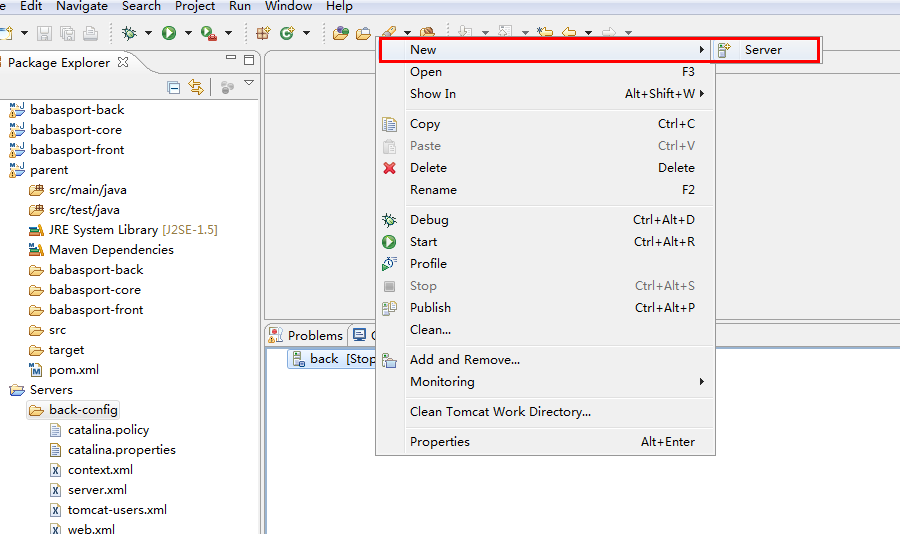 Edit Navigate Search Project Run Window Help
Package Explorer
babasport-back
babasport-core
babasport-front
parent
src/main/java
src/test/java
JRE System Library [J2SE-1.5]
Maven Dependencies
babasport-back
babasport-core
babasport-front
src
target
pom.xml
Servers
back-config
catalina.policy
catalina.properties
context.xml
server.xml
tomcat-users.xml
web.xml
Problems
back [Stop
New
Server
Open F3
Show In Alt+Shift+W
Copy Ctrl+C
Paste Ctrl+V
Delete Delete
Rename F2
Debug Ctrl+Alt+D
Start Ctrl+Alt+R
Profile
Stop Ctrl+Alt+S
Publish Ctrl+Alt+P
Clean...
Add and Remove...
Monitoring
Clean Tomcat Work Directory...
Properties Alt+Enter